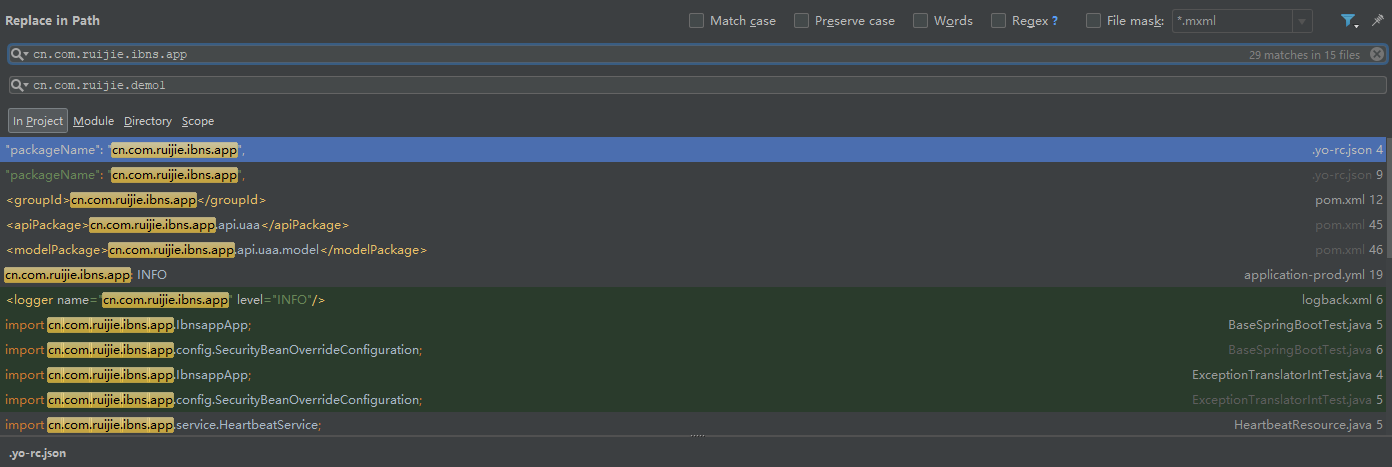 Replace in Path Match case Preserve case Words Regex ? File mask: *.mxml
cn.com.ruijie.ibns.app 29 matches in 15 files
cn.com.ruijie.demo1
In Project Module Directory Scope
"packageName": "cn.com.ruijie.ibns.app", .yo-rc.json 4
"packageName": "cn.com.ruijie.ibns.app", .yo-rc.json 9
<groupId>cn.com.ruijie.ibns.app</groupId> pom.xml 12
<apiPackage>cn.com.ruijie.ibns.app.api.uaa</apiPackage> pom.xml 45
<modelPackage>cn.com.ruijie.ibns.app.api.uaa.model</modelPackage> pom.xml 46
cn.com.ruijie.ibns.app: INFO application-prod.yml 19
<logger name="cn.com.ruijie.ibns.app" level="INFO"/> logback.xml 6
import cn.com.ruijie.ibns.app.IbnsappApp; BaseSpringBootTest.java 5
import cn.com.ruijie.ibns.app.config.SecurityBeanOverrideConfiguration; BaseSpringBootTest.java 6
import cn.com.ruijie.ibns.app.IbnsappApp; ExceptionTranslatorIntTest.java 4
import cn.com.ruijie.ibns.app.config.SecurityBeanOverrideConfiguration; ExceptionTranslatorIntTest.java 5
import cn.com.ruijie.ibns.app.service.HeartbeatService; HeartbeatResource.java 5
.yo-rc.json